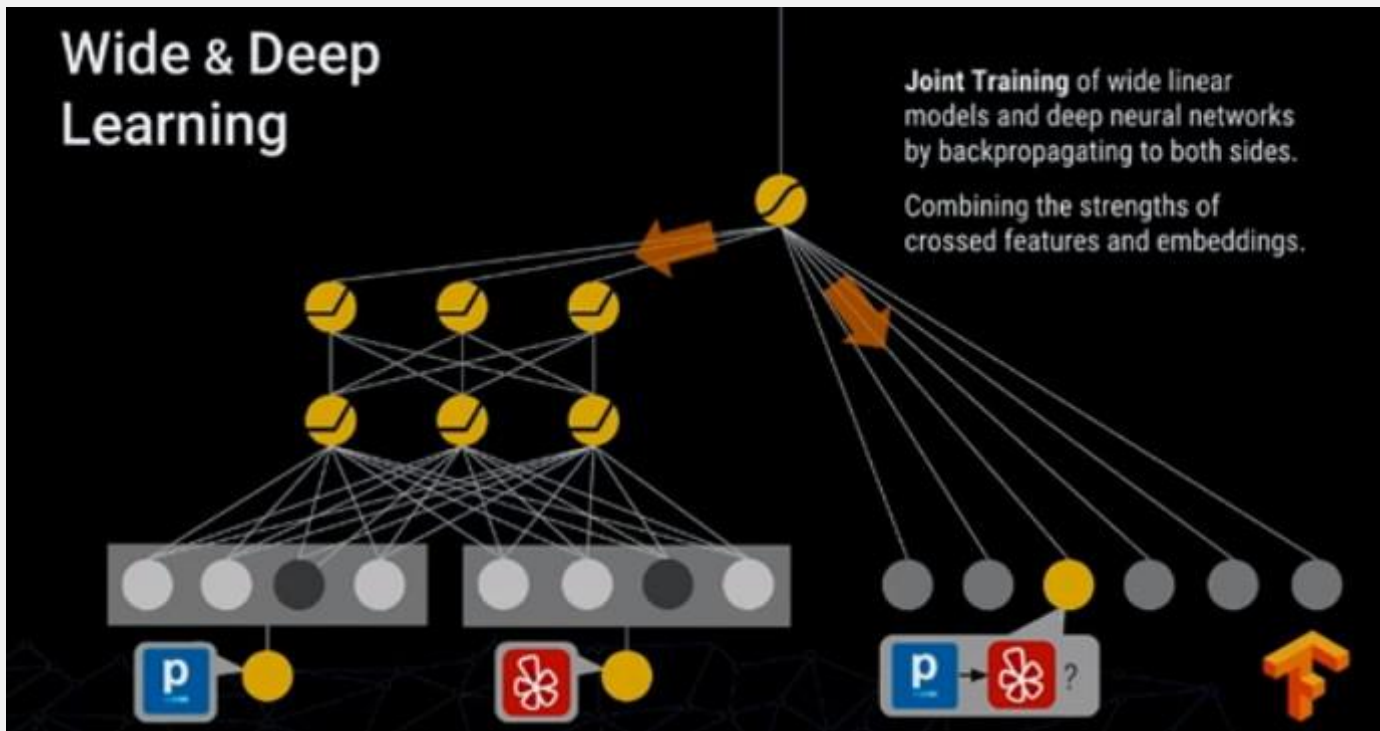 Wide & Deep
Learning
Joint Training of wide linear
models and deep neural networks
by backpropagating to both sides.
Combining the strengths of
crossed features and embeddings.
p
p
?